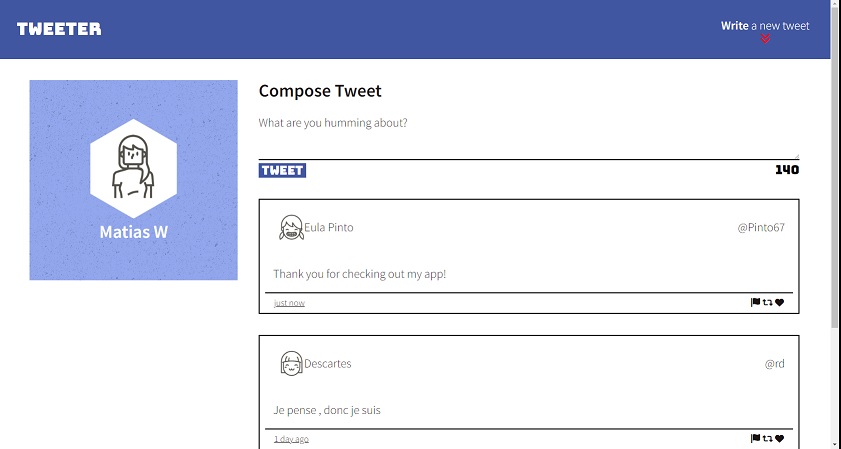 TWEETER
Write a new tweet
Matias W
Compose Tweet
What are you humming about?
TWEET
140
Eula Pinto
@Pinto67
Thank you for checking out my app!
just now
Descartes
@rd
Je pense , donc je suis
1 day ago